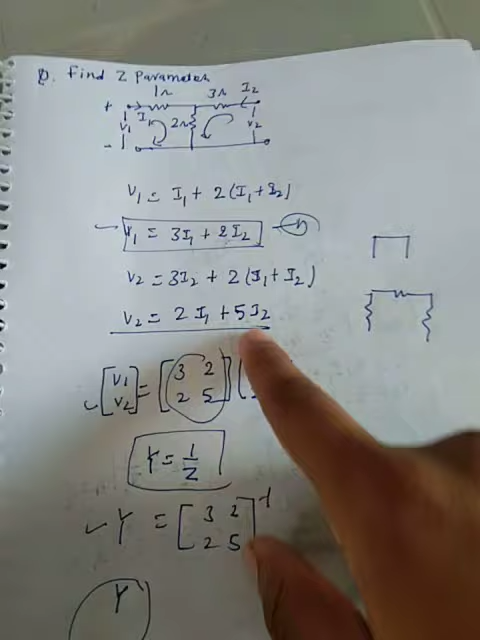 Q. Find Z Parameter
1Ω 3Ω I2
+ I1 2Ω V2
V1
-
V1 = I1 + 2(I1+I2)
V1 = 3I1 + 2I2 —①
V2 = 3I2 + 2(I1+I2)
V2 = 2I1 + 5I2
[V1 V2] = [3 2 2 5] [
Y = 1/Z
Y = [3 2 2 5]^-1
Y